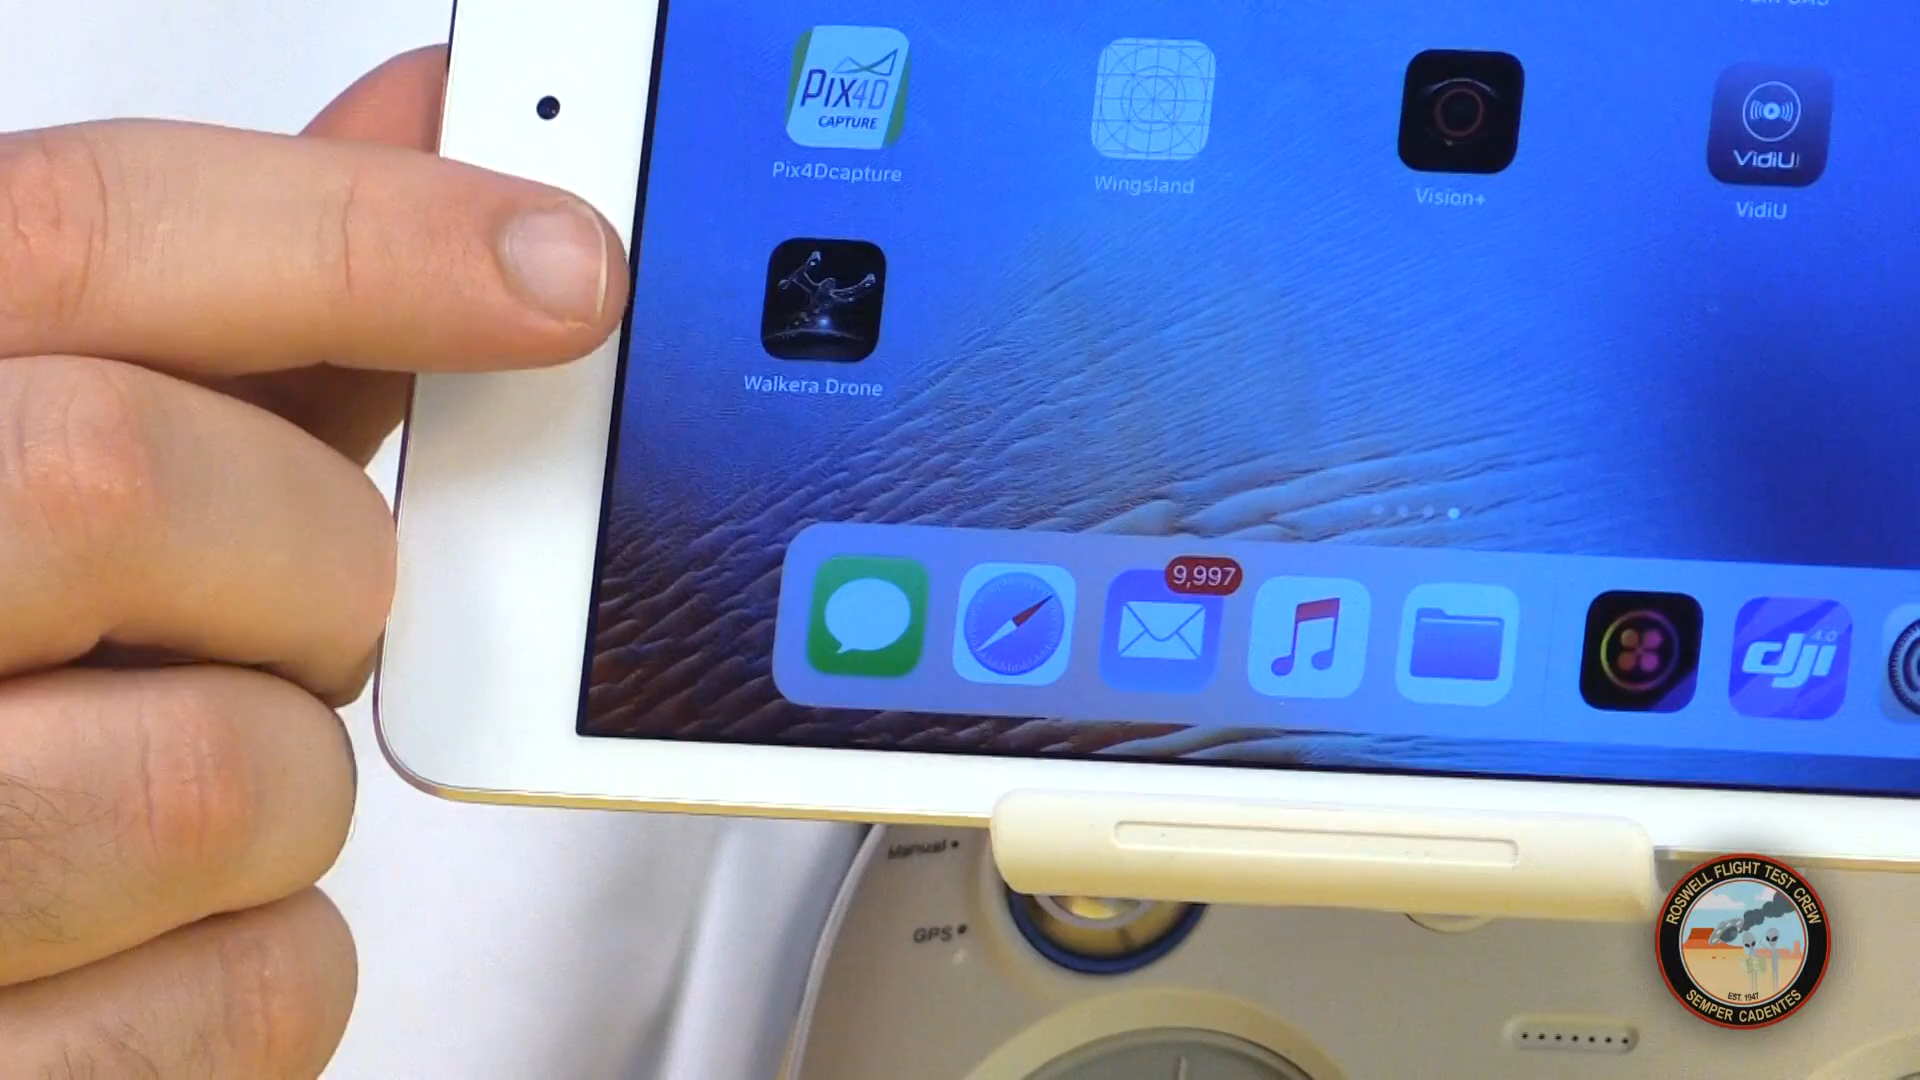 PIX4D
CAPTURE
Pix4Dcapture
Wingsland
Vision+
VidiU
VidiU
Walkera Drone
9,997
dji 4.0
Manual
GPS
ROSWELL FLIGHT TEST CREW
EST. 1947
SEMPER CADENTES